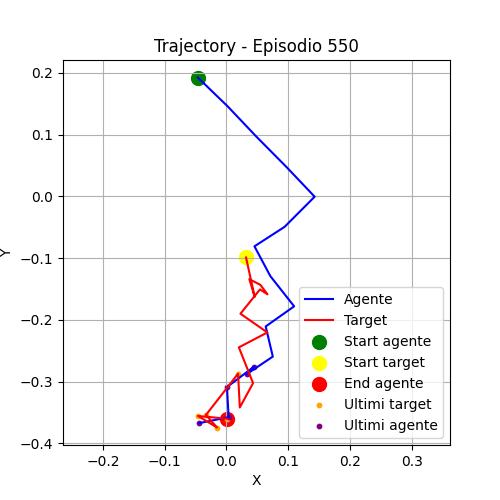 Trajectory - Episodio 550
0.2
0.1
0.0
−0.1
−0.2
−0.3
−0.4
Y
−0.2
−0.1
0.0
0.1
0.2
0.3
X
Agente
Target
Start agente
Start target
End agente
Ultimi target
Ultimi agente